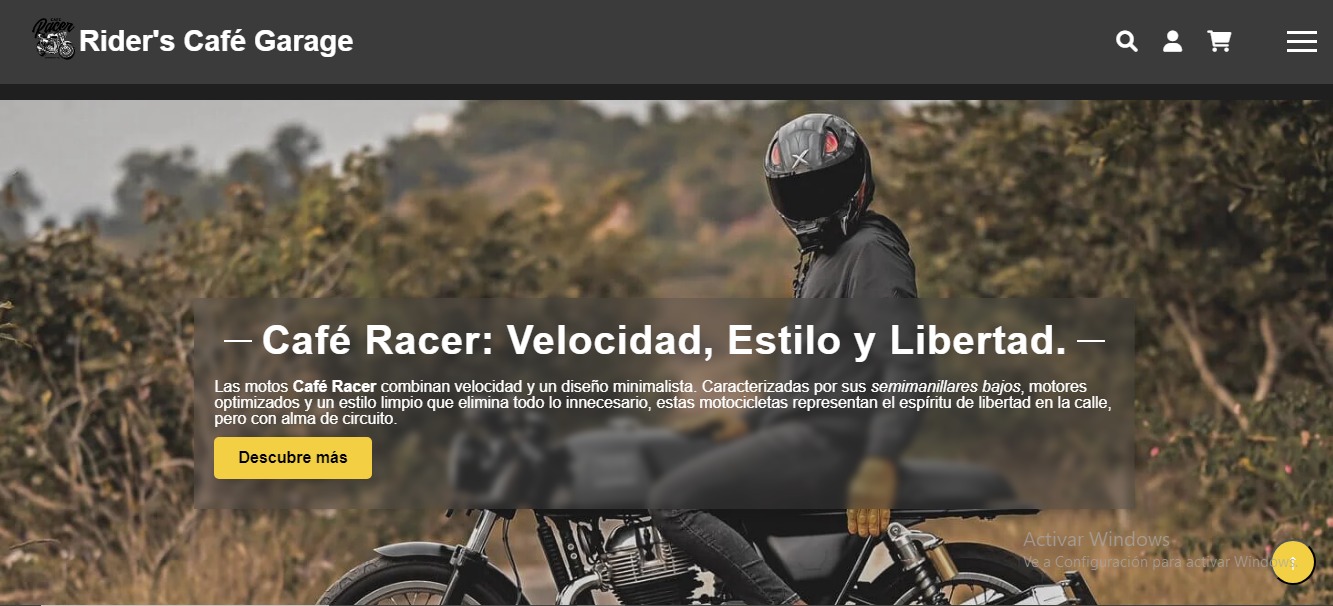 Racer
Rider's Café Garage
Café Racer: Velocidad, Estilo y Libertad.
Las motos Café Racer combinan velocidad y un diseño minimalista. Caracterizadas por sus semimanillares bajos, motores
optimizados y un estilo limpio que elimina todo lo innecesario, estas motocicletas representan el espíritu de libertad en la calle,
pero con alma de circuito.
Descubre más
Activar Windows
Ve a Configuración para activar Windows.